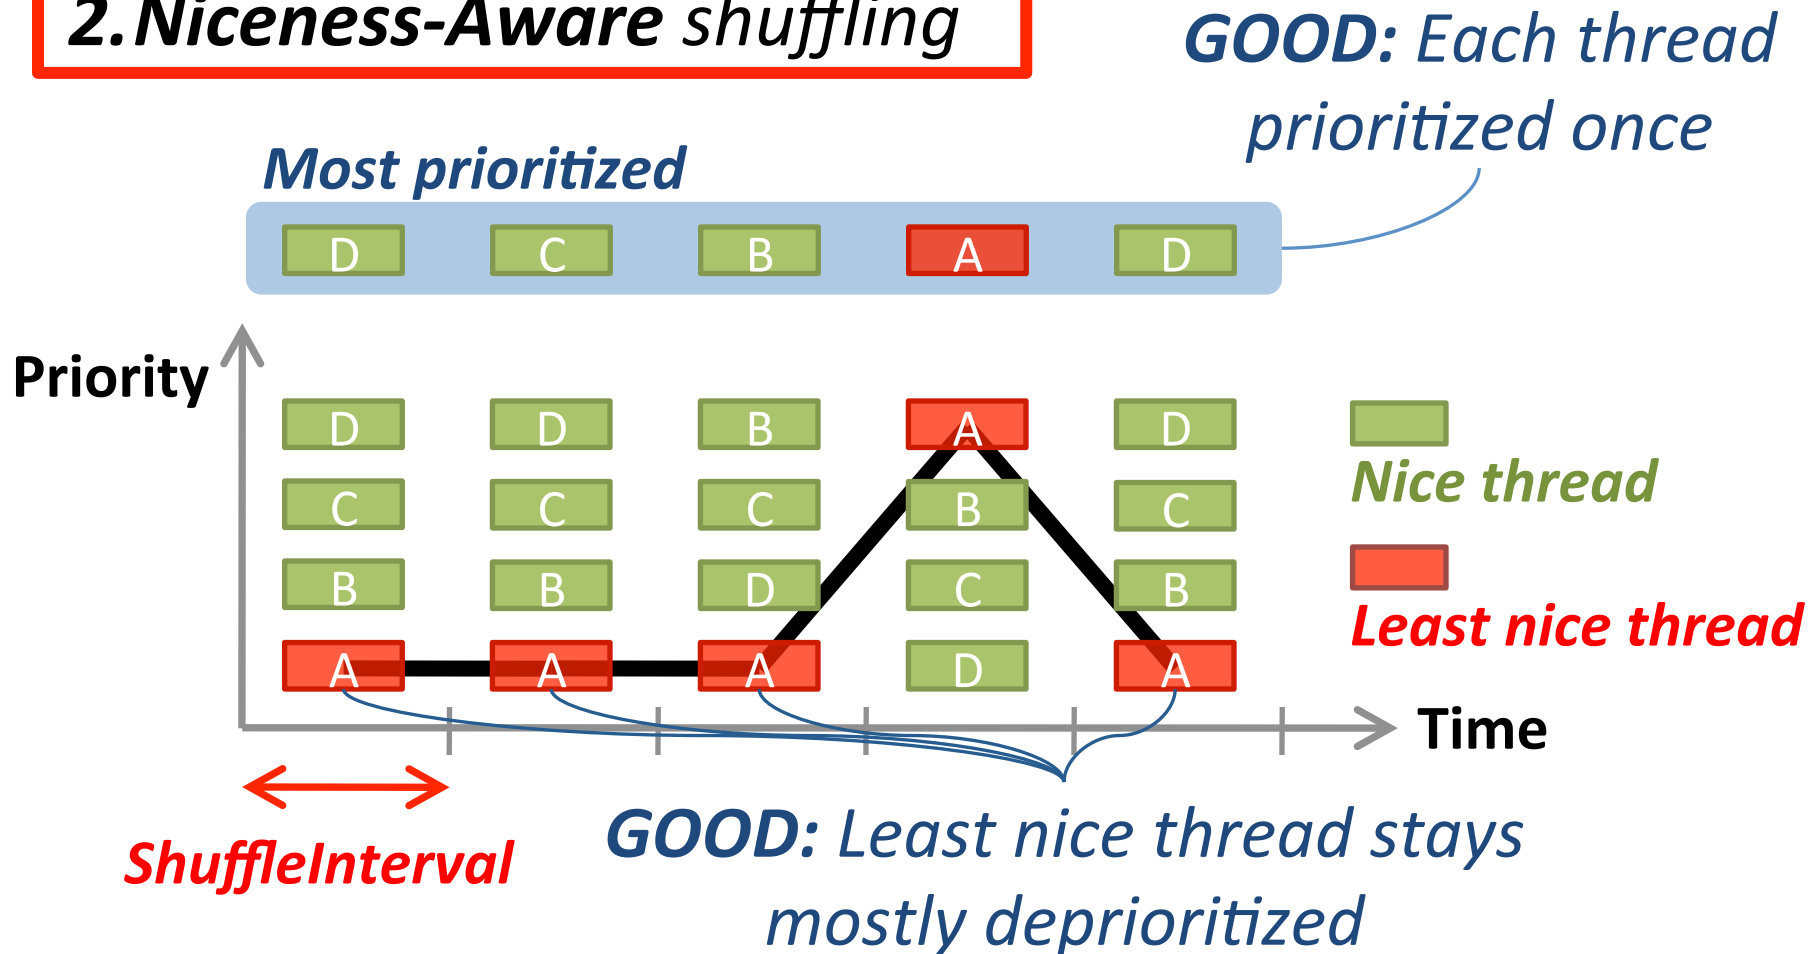 2. Niceness-Aware shuffling
GOOD: Each thread
prioritized once
Most prioritized
D C B A D
Priority
D D B A D
C C C B C
Nice thread
B B D C B
Least nice thread
A A A D A
Time
ShuffleInterval
GOOD: Least nice thread stays
mostly deprioritized